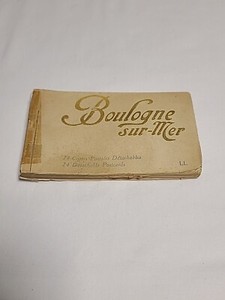 Boulogne
sur-Mer
24 Cartes Postales Détachables
24 Detachable Postcards
LL.